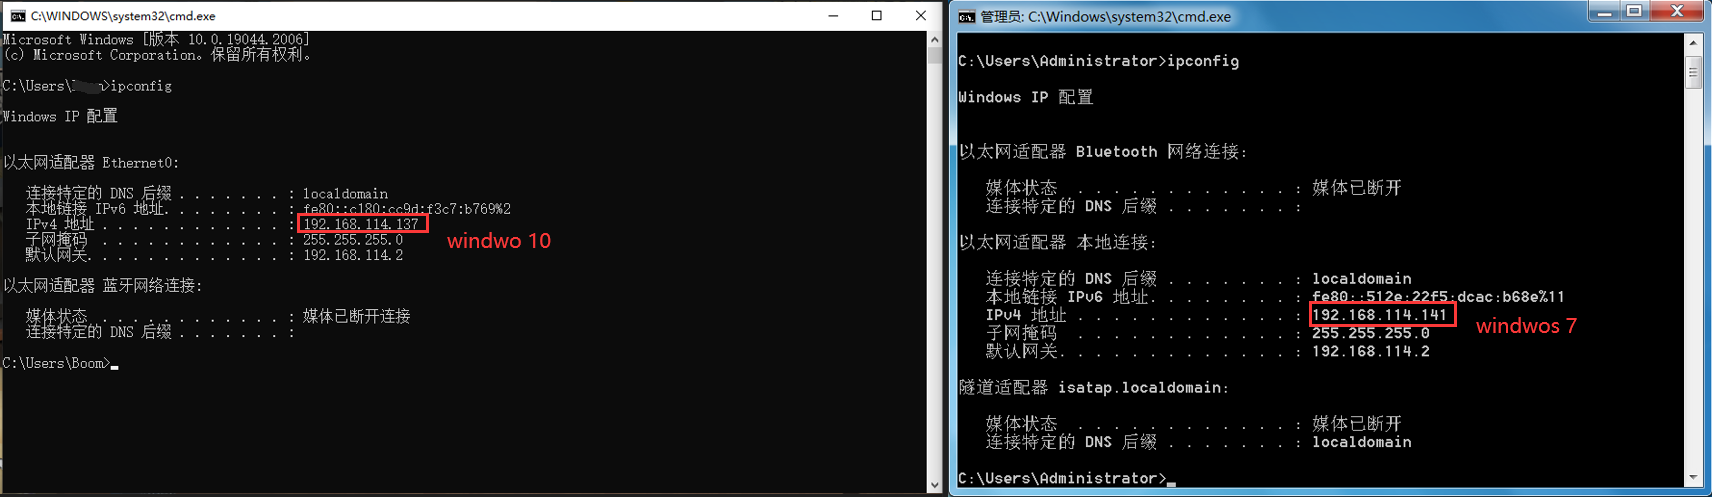 C:\WINDOWS\system32\cmd.exe
Microsoft Windows [版本 10.0.19044.2006]
(c) Microsoft Corporation。保留所有权利。
C:\Users\>ipconfig
Windows IP 配置
以太网适配器 Ethernet0:
连接特定的 DNS 后缀 . . . . . . . : localdomain
本地链接 IPv6 地址. . . . . . . . : fe80::c180:cc9d:f3c7:b769%2
IPv4 地址 . . . . . . . . . . . . : 192.168.114.137
子网掩码 . . . . . . . . . . . . : 255.255.255.0
默认网关. . . . . . . . . . . . . : 192.168.114.2
windwo 10
以太网适配器 蓝牙网络连接:
媒体状态 . . . . . . . . . . . . : 媒体已断开连接
连接特定的 DNS 后缀 . . . . . . . :
C:\Users\Boom>
管理员: C:\Windows\system32\cmd.exe
C:\Users\Administrator>ipconfig
Windows IP 配置
以太网适配器 Bluetooth 网络连接:
媒体状态 . . . . . . . . . . . . : 媒体已断开
连接特定的 DNS 后缀 . . . . . . . :
以太网适配器 本地连接:
连接特定的 DNS 后缀 . . . . . . . : localdomain
本地链接 IPv6 地址. . . . . . . . : fe80::512e:22f5:dcac:b68e%11
IPv4 地址 . . . . . . . . . . . . : 192.168.114.141
子网掩码 . . . . . . . . . . . . : 255.255.255.0
默认网关. . . . . . . . . . . . . : 192.168.114.2
windwos 7
隧道适配器 isatap.localdomain:
媒体状态 . . . . . . . . . . . . : 媒体已断开
连接特定的 DNS 后缀 . . . . . . . : localdomain
C:\Users\Administrator>